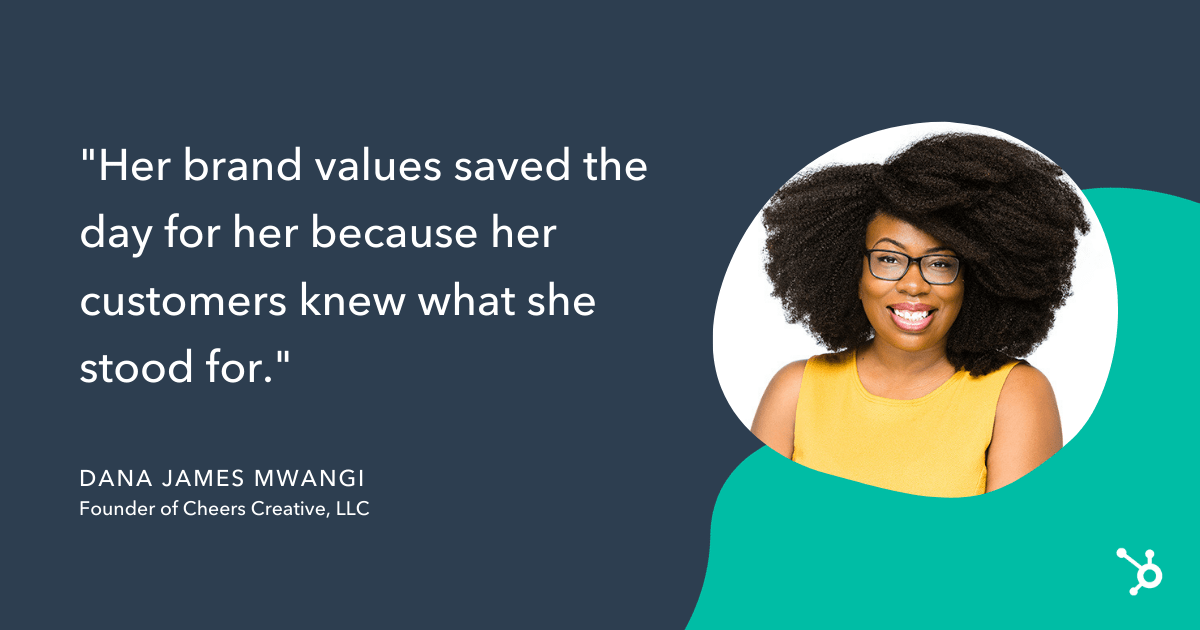 "Her brand values saved the
day for her because her
customers knew what she
stood for."
DANA JAMES MWANGI
Founder of Cheers Creative, LLC